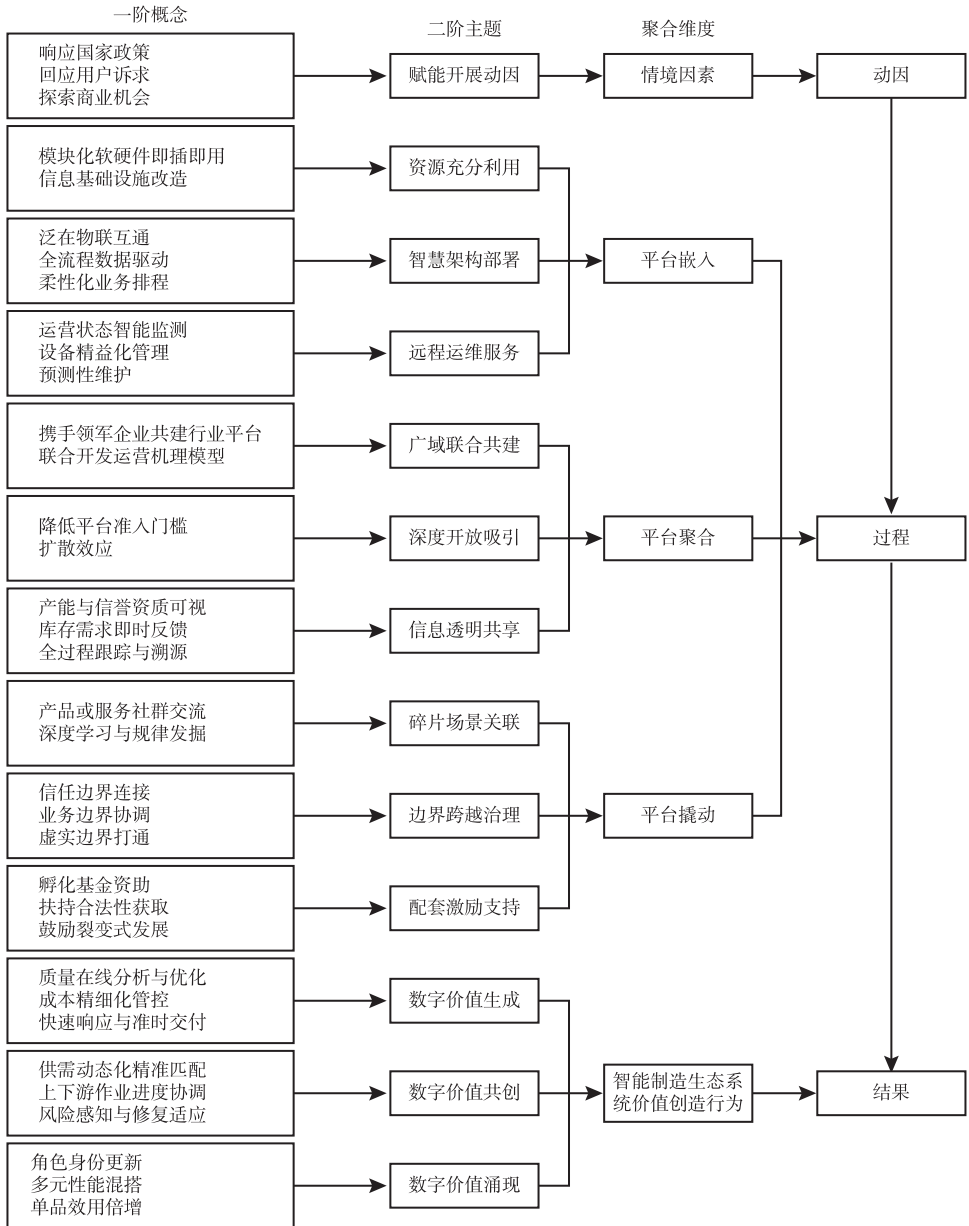 一阶概念
二阶主题
聚合维度
响应国家政策
回应用户诉求
探索商业机会
赋能开展动因
情境因素
动因
模块化软硬件即插即用
信息基础设施改造
资源充分利用
泛在物联互通
全流程数据驱动
柔性化业务排程
智慧架构部署
平台嵌入
运营状态智能监测
设备精益化管理
预测性维护
远程运维服务
携手领军企业共建行业平台
联合开发运营机理模型
广域联合共建
降低平台准入门槛
扩散效应
深度开放吸引
平台聚合
过程
产能与信誉资质可视
库存需求即时反馈
全过程跟踪与溯源
信息透明共享
产品或服务社群交流
深度学习与规律发掘
碎片场景关联
信任边界连接
业务边界协调
虚实边界打通
边界跨越治理
平台撬动
孵化基金资助
扶持合法性获取
鼓励裂变式发展
配套激励支持
质量在线分析与优化
成本精细化管控
快速响应与准时交付
数字价值生成
供需动态化精准匹配
上下游作业进度协调
风险感知与修复适应
数字价值共创
智能制造生态系
统价值创造行为
结果
角色身份更新
多元性能混搭
单品效用倍增
数字价值涌现